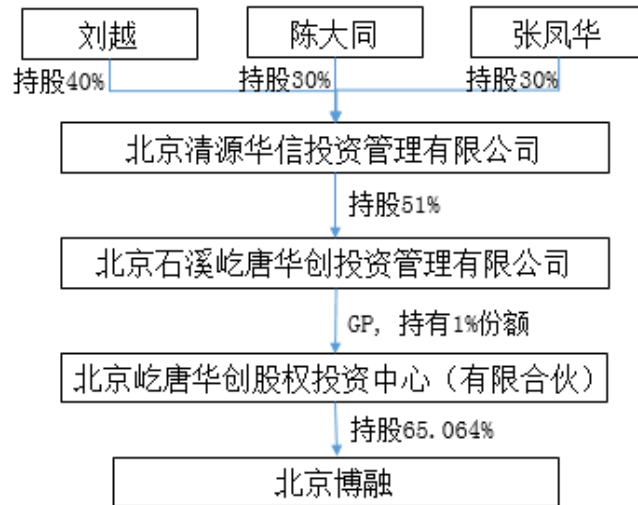 刘越
陈大同
张凤华
持股40%
持股30%
持股30%
北京清源华信投资管理有限公司
持股51%
北京石溪屹唐华创投资管理有限公司
GP, 持有1%份额
北京屹唐华创股权投资中心（有限合伙）
持股65.064%
北京博融